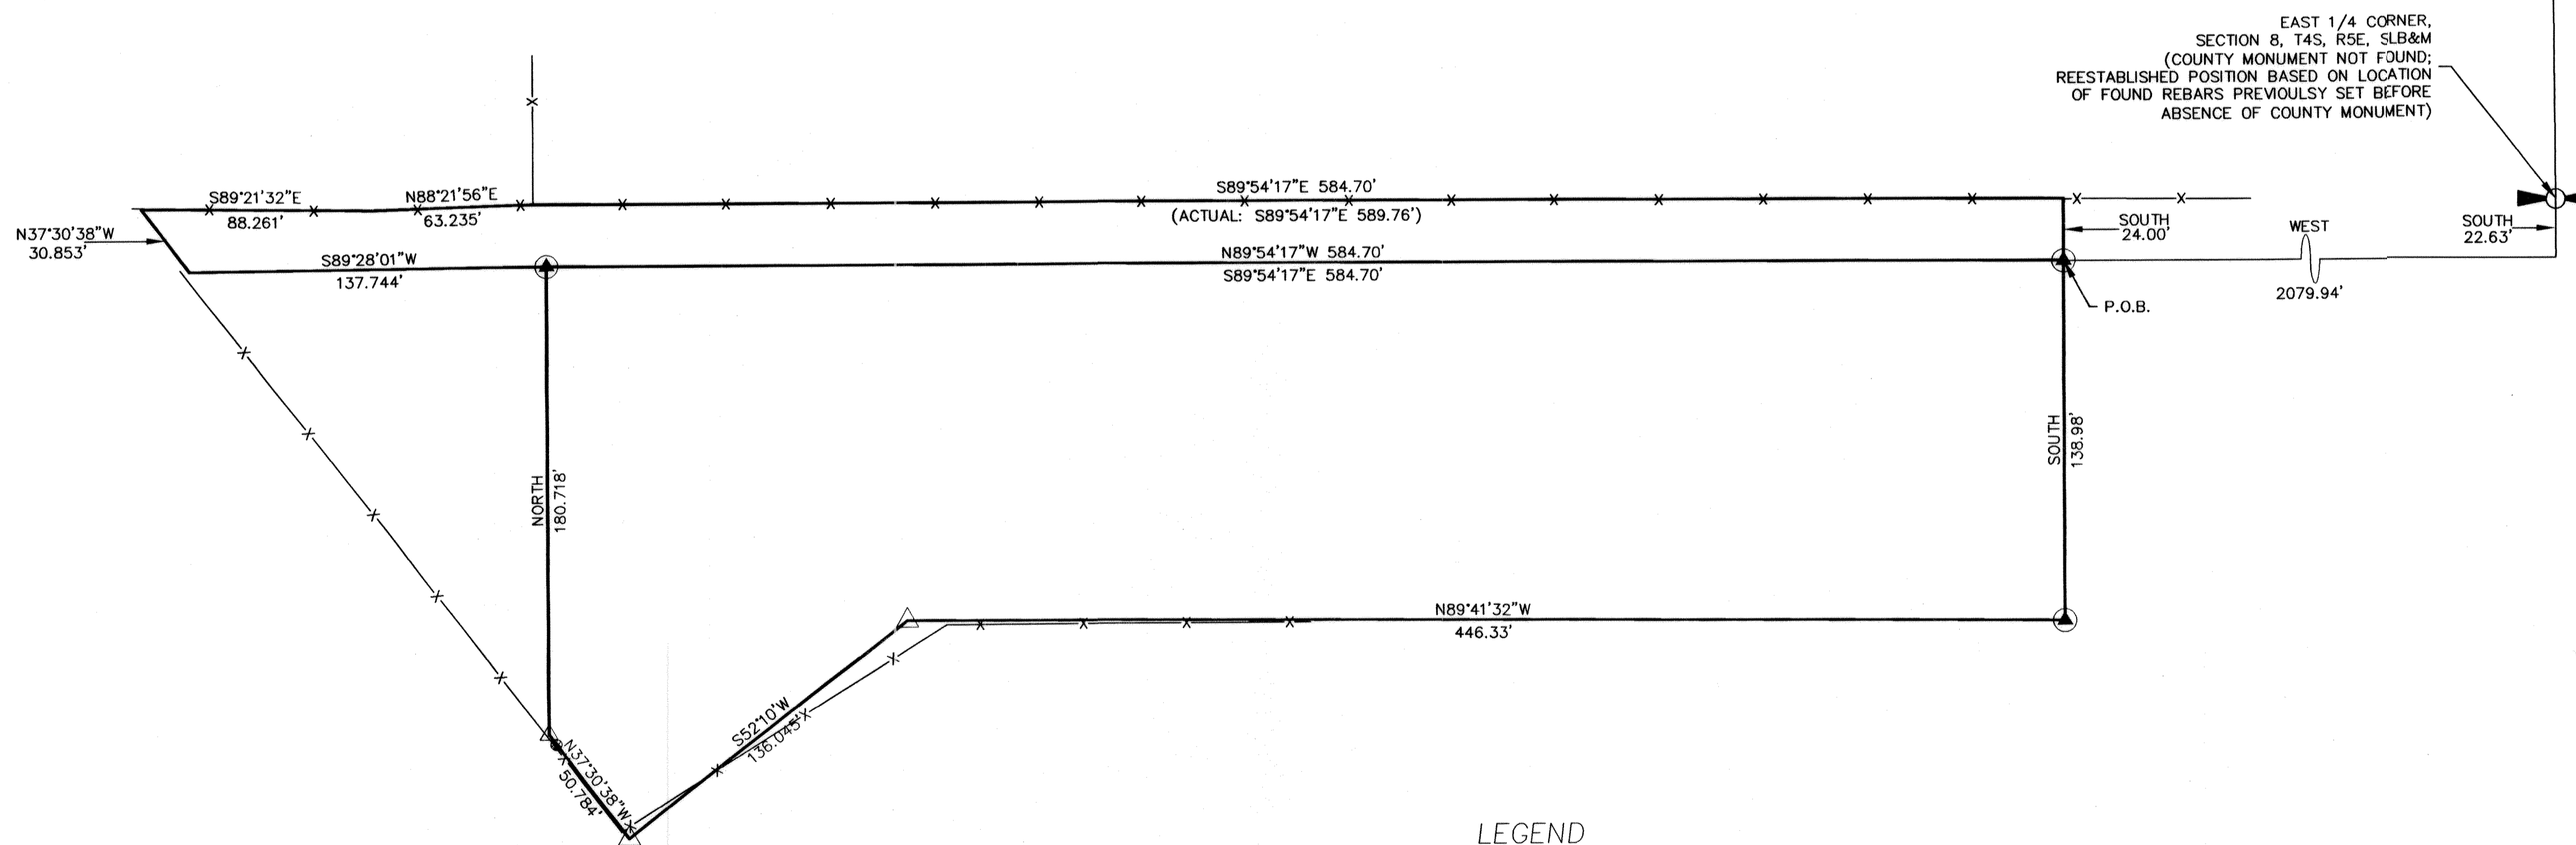 EAST 1/4 CORNER,
SECTION 8, T4S, R5E, SLB&M
(COUNTY MONUMENT NOT FOUND;
REESTABLISHED POSITION BASED ON LOCATION
OF FOUND REBARS PREVIOULSY SET BEFORE
ABSENCE OF COUNTY MONUMENT)
S89°21'32"E
88.261'
N88°21'56"E
63.235'
S89°54'17"E 584.70'
(ACTUAL: S89°54'17"E 589.76')
N37°30'38"W
30.853'
S89°28'01"W
137.744'
N89°54'17"W 584.70'
S89°54'17"E 584.70'
SOUTH
24.00'
WEST
2079.94'
SOUTH
22.63'
P.O.B.
NORTH
180.718'
SOUTH
138.98'
N89°41'32"W
446.33'
S52°10'W
136.045'
N37°30'38"W
50.784'
LEGEND